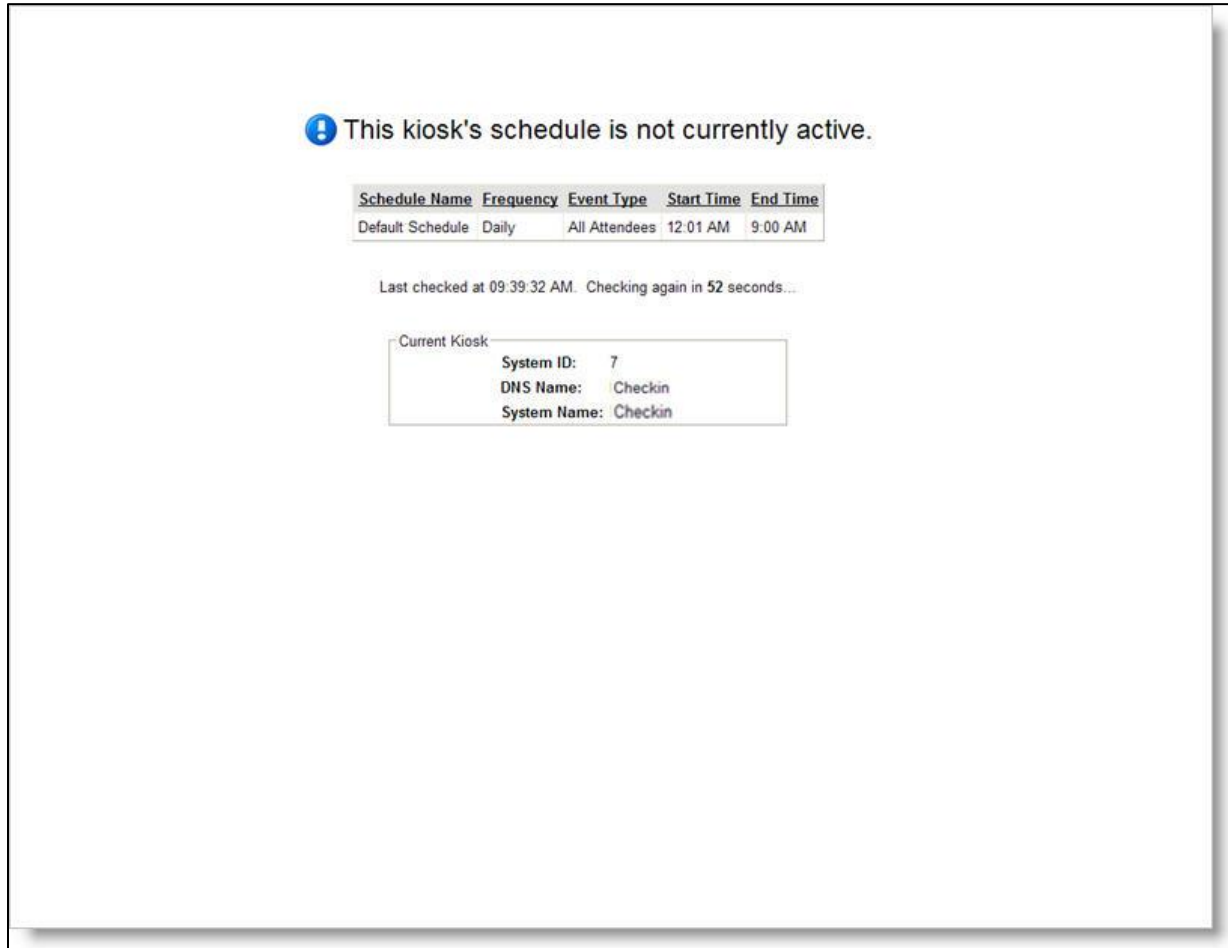 This kiosk's schedule is not currently active.
Schedule Name Frequency Event Type Start Time End Time
Default Schedule Daily All Attendees 12:01 AM 9:00 AM
Last checked at 09:39:32 AM. Checking again in 52 seconds...
Current Kiosk
System ID: 7
DNS Name: Checkin
System Name: Checkin